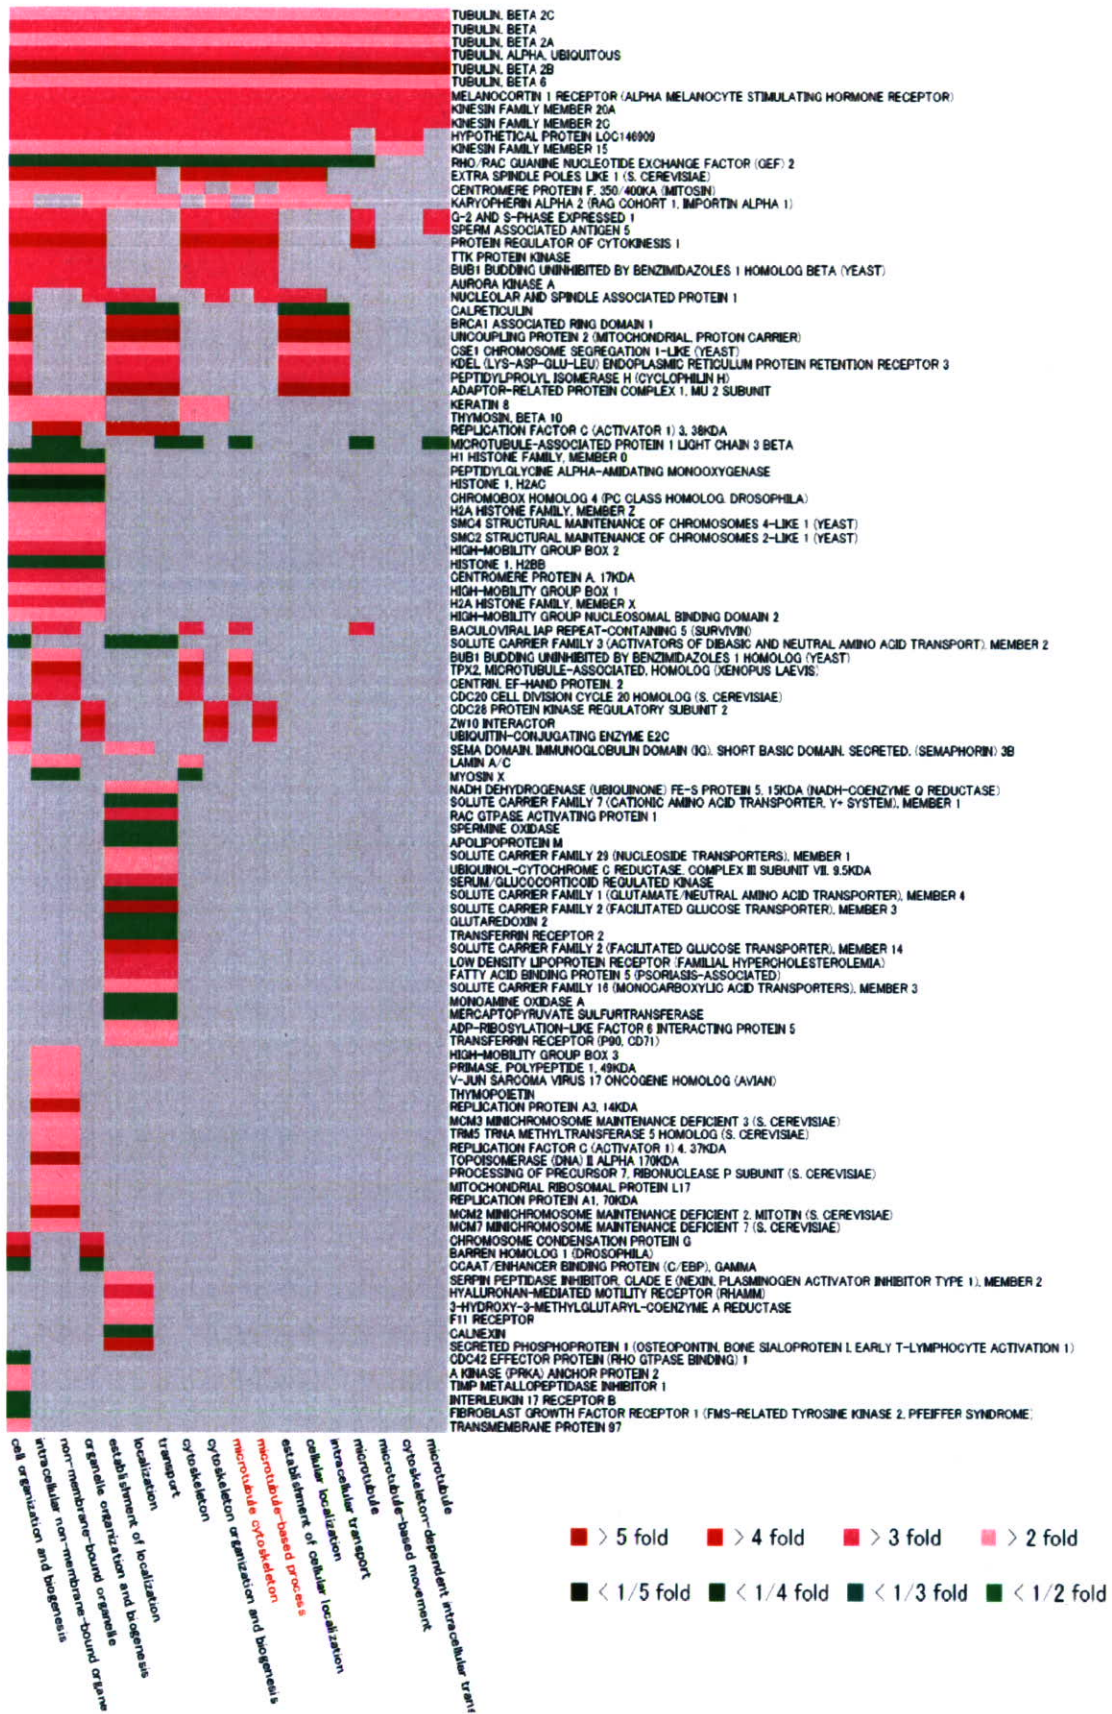 TUBULIN, BETA 2C
TUBULIN, BETA
TUBULIN, BETA 2A
TUBULIN, ALPHA, UBIQUITOUS
TUBULIN, BETA 2B
TUBULIN, BETA 6
MELANOCORTIN 1 RECEPTOR (ALPHA MELANOCYTE STIMULATING HORMONE RECEPTOR)
KINESIN FAMILY MEMBER 20A
KINESIN FAMILY MEMBER 2C
HYPOTHETICAL PROTEIN LOC146909
KINESIN FAMILY MEMBER 15
RHO/RAC GUANINE NUCLEOTIDE EXCHANGE FACTOR (GEF) 2
EXTRA SPINDLE POLES LIKE 1 (S. CEREVISIAE)
CENTROMERE PROTEIN F, 350/400KA (MITOSIN)
KARYOPHERIN ALPHA 2 (RAG COHORT 1, IMPORTIN ALPHA 1)
G-2 AND S-PHASE EXPRESSED 1
SPERM ASSOCIATED ANTIGEN 5
PROTEIN REGULATOR OF CYTOKINESIS 1
TTK PROTEIN KINASE
BUB1 BUDDING UNINHIBITED BY BENZIMIDAZOLES 1 HOMOLOG BETA (YEAST)
AURORA KINASE A
NUCLEOLAR AND SPINDLE ASSOCIATED PROTEIN 1
CALRETICULIN
BRCA1 ASSOCIATED RING DOMAIN 1
UNCOUPLING PROTEIN 2 (MITOCHONDRIAL, PROTON CARRIER)
CSE1 CHROMOSOME SEGREGATION 1-LIKE (YEAST)
KDEL (LYS-ASP-GLU-LEU) ENDOPLASMIC RETICULUM PROTEIN RETENTION RECEPTOR 3
PEPTIDYLPROLYL ISOMERASE H (CYCLOPHILIN H)
ADAPTOR-RELATED PROTEIN COMPLEX 1, MU 2 SUBUNIT
KERATIN 8
THYMOSIN, BETA 10
REPLICATION FACTOR C (ACTIVATOR 1) 3, 38KDA
MICROTUBULE-ASSOCIATED PROTEIN 1 LIGHT CHAIN 3 BETA
H1 HISTONE FAMILY, MEMBER 0
PEPTIDYLGLYCINE ALPHA-AMIDATING MONOOXYGENASE
HISTONE 1, H2AC
CHROMOBOX HOMOLOG 4 (PC CLASS HOMOLOG, DROSOPHILA)
H2A HISTONE FAMILY, MEMBER Z
SMC4 STRUCTURAL MAINTENANCE OF CHROMOSOMES 4-LIKE 1 (YEAST)
SMC2 STRUCTURAL MAINTENANCE OF CHROMOSOMES 2-LIKE 1 (YEAST)
HIGH-MOBILITY GROUP BOX 2
HISTONE 1, H2BB
CENTROMERE PROTEIN A, 17KDA
HIGH-MOBILITY GROUP BOX 1
H2A HISTONE FAMILY, MEMBER X
HIGH-MOBILITY GROUP NUCLEOSOMAL BINDING DOMAIN 2
BACULOVIRAL IAP REPEAT-CONTAINING 5 (SURVIVIN)
SOLUTE CARRIER FAMILY 3 (ACTIVATORS OF DIBASIC AND NEUTRAL AMINO ACID TRANSPORT), MEMBER 2
BUB1 BUDDING UNINHIBITED BY BENZIMIDAZOLES 1 HOMOLOG (YEAST)
TPX2, MICROTUBULE-ASSOCIATED, HOMOLOG (XENOPUS LAEVIS)
CENTRIN, EF-HAND PROTEIN, 2
CDC20 CELL DIVISION CYCLE 20 HOMOLOG (S. CEREVISIAE)
CDC28 PROTEIN KINASE REGULATORY SUBUNIT 2
ZW10 INTERACTOR
UBIQUITIN-CONJUGATING ENZYME E2C
SEMA DOMAIN, IMMUNOGLOBULIN DOMAIN (IG), SHORT BASIC DOMAIN, SECRETED, (SEMAPHORIN) 3B
LAMIN A/C
MYOSIN X
NADH DEHYDROGENASE (UBIQUINONE) FE-S PROTEIN 5, 15KDA (NADH-COENZYME Q REDUCTASE)
SOLUTE CARRIER FAMILY 7 (CATIONIC AMINO ACID TRANSPORTER, Y+ SYSTEM), MEMBER 1
RAC GTPASE ACTIVATING PROTEIN 1
SPERMINE OXIDASE
APOLIPOPROTEIN M
SOLUTE CARRIER FAMILY 29 (NUCLEOSIDE TRANSPORTERS), MEMBER 1
UBIQUINOL-CYTOCHROME C REDUCTASE, COMPLEX III SUBUNIT VII, 9.5KDA
SERUM/GLUCOCORTICOID REGULATED KINASE
SOLUTE CARRIER FAMILY 1 (GLUTAMATE/NEUTRAL AMINO ACID TRANSPORTER), MEMBER 4
SOLUTE CARRIER FAMILY 2 (FACILITATED GLUCOSE TRANSPORTER), MEMBER 3
GLUTAREDOXIN 2
TRANSFERRIN RECEPTOR 2
SOLUTE CARRIER FAMILY 2 (FACILITATED GLUCOSE TRANSPORTER), MEMBER 14
LOW DENSITY LIPOPROTEIN RECEPTOR (FAMILIAL HYPERCHOLESTEROLEMIA)
FATTY ACID BINDING PROTEIN 5 (PSORIASIS-ASSOCIATED)
SOLUTE CARRIER FAMILY 16 (MONOCARBOXYLIC ACID TRANSPORTERS), MEMBER 3
MONOAMINE OXIDASE A
MERCAPTOPYRUVATE SULFURTRANSFERASE
ADP-RIBOSYLATION-LIKE FACTOR 6 INTERACTING PROTEIN 5
TRANSFERRIN RECEPTOR (P90, CD71)
HIGH-MOBILITY GROUP BOX 3
PRIMASE, POLYPEPTIDE 1, 49KDA
V-JUN SARCOMA VIRUS 17 ONCOGENE HOMOLOG (AVIAN)
THYMOPOIETIN
REPLICATION PROTEIN A3, 14KDA
MCM3 MINICHROMOSOME MAINTENANCE DEFICIENT 3 (S. CEREVISIAE)
TRM5 TRNA METHYLTRANSFERASE 5 HOMOLOG (S. CEREVISIAE)
REPLICATION FACTOR C (ACTIVATOR 1) 4, 37KDA
TOPOISOMERASE (DNA) II ALPHA 170KDA
PROCESSING OF PRECURSOR 7, RIBONUCLEASE P SUBUNIT (S. CEREVISIAE)
MITOCHONDRIAL RIBOSOMAL PROTEIN L17
REPLICATION PROTEIN A1, 70KDA
MCM2 MINICHROMOSOME MAINTENANCE DEFICIENT 2, MITOTIN (S. CEREVISIAE)
MCM7 MINICHROMOSOME MAINTENANCE DEFICIENT 7 (S. CEREVISIAE)
CHROMOSOME CONDENSATION PROTEIN G
BARREN HOMOLOG 1 (DROSOPHILA)
CCAAT/ENHANCER BINDING PROTEIN (C/EBP), GAMMA
SERPIN PEPTIDASE INHIBITOR, CLADE E (NEXIN, PLASMINOGEN ACTIVATOR INHIBITOR TYPE 1), MEMBER 2
HYALURONAN-MEDIATED MOTILITY RECEPTOR (RHAMM)
3-HYDROXY-3-METHYLGLUTARYL-COENZYME A REDUCTASE
F11 RECEPTOR
CALNEXIN
SECRETED PHOSPHOPROTEIN 1 (OSTEOPONTIN, BONE SIALOPROTEIN I, EARLY T-LYMPHOCYTE ACTIVATION 1)
CDC42 EFFECTOR PROTEIN (RHO GTPASE BINDING) 1
A KINASE (PRKA) ANCHOR PROTEIN 2
TIMP METALLOPEPTIDASE INHIBITOR 1
INTERLEUKIN 17 RECEPTOR B
FIBROBLAST GROWTH FACTOR RECEPTOR 1 (FMS-RELATED TYROSINE KINASE 2, PFEIFFER SYNDROME)
TRANSMEMBRANE PROTEIN 97
cell organization and biogenesis
intracellular non-membrane-bound organe
non-membrane-bound organelle
organelle organization and biogenesis
establishment of localization
localization
transport
cytoskeleton
cytoskeleton organization and biogenesis
microtubule cytoskeleton
microtubule-based process
establishment of cellular localization
cellular localization
intracellular transport
microtubule
microtubule-based movement
cytoskeleton-dependent intracellular trans
microtubule
> 5 fold
> 4 fold
> 3 fold
> 2 fold
< 1/5 fold
< 1/4 fold
< 1/3 fold
< 1/2 fold